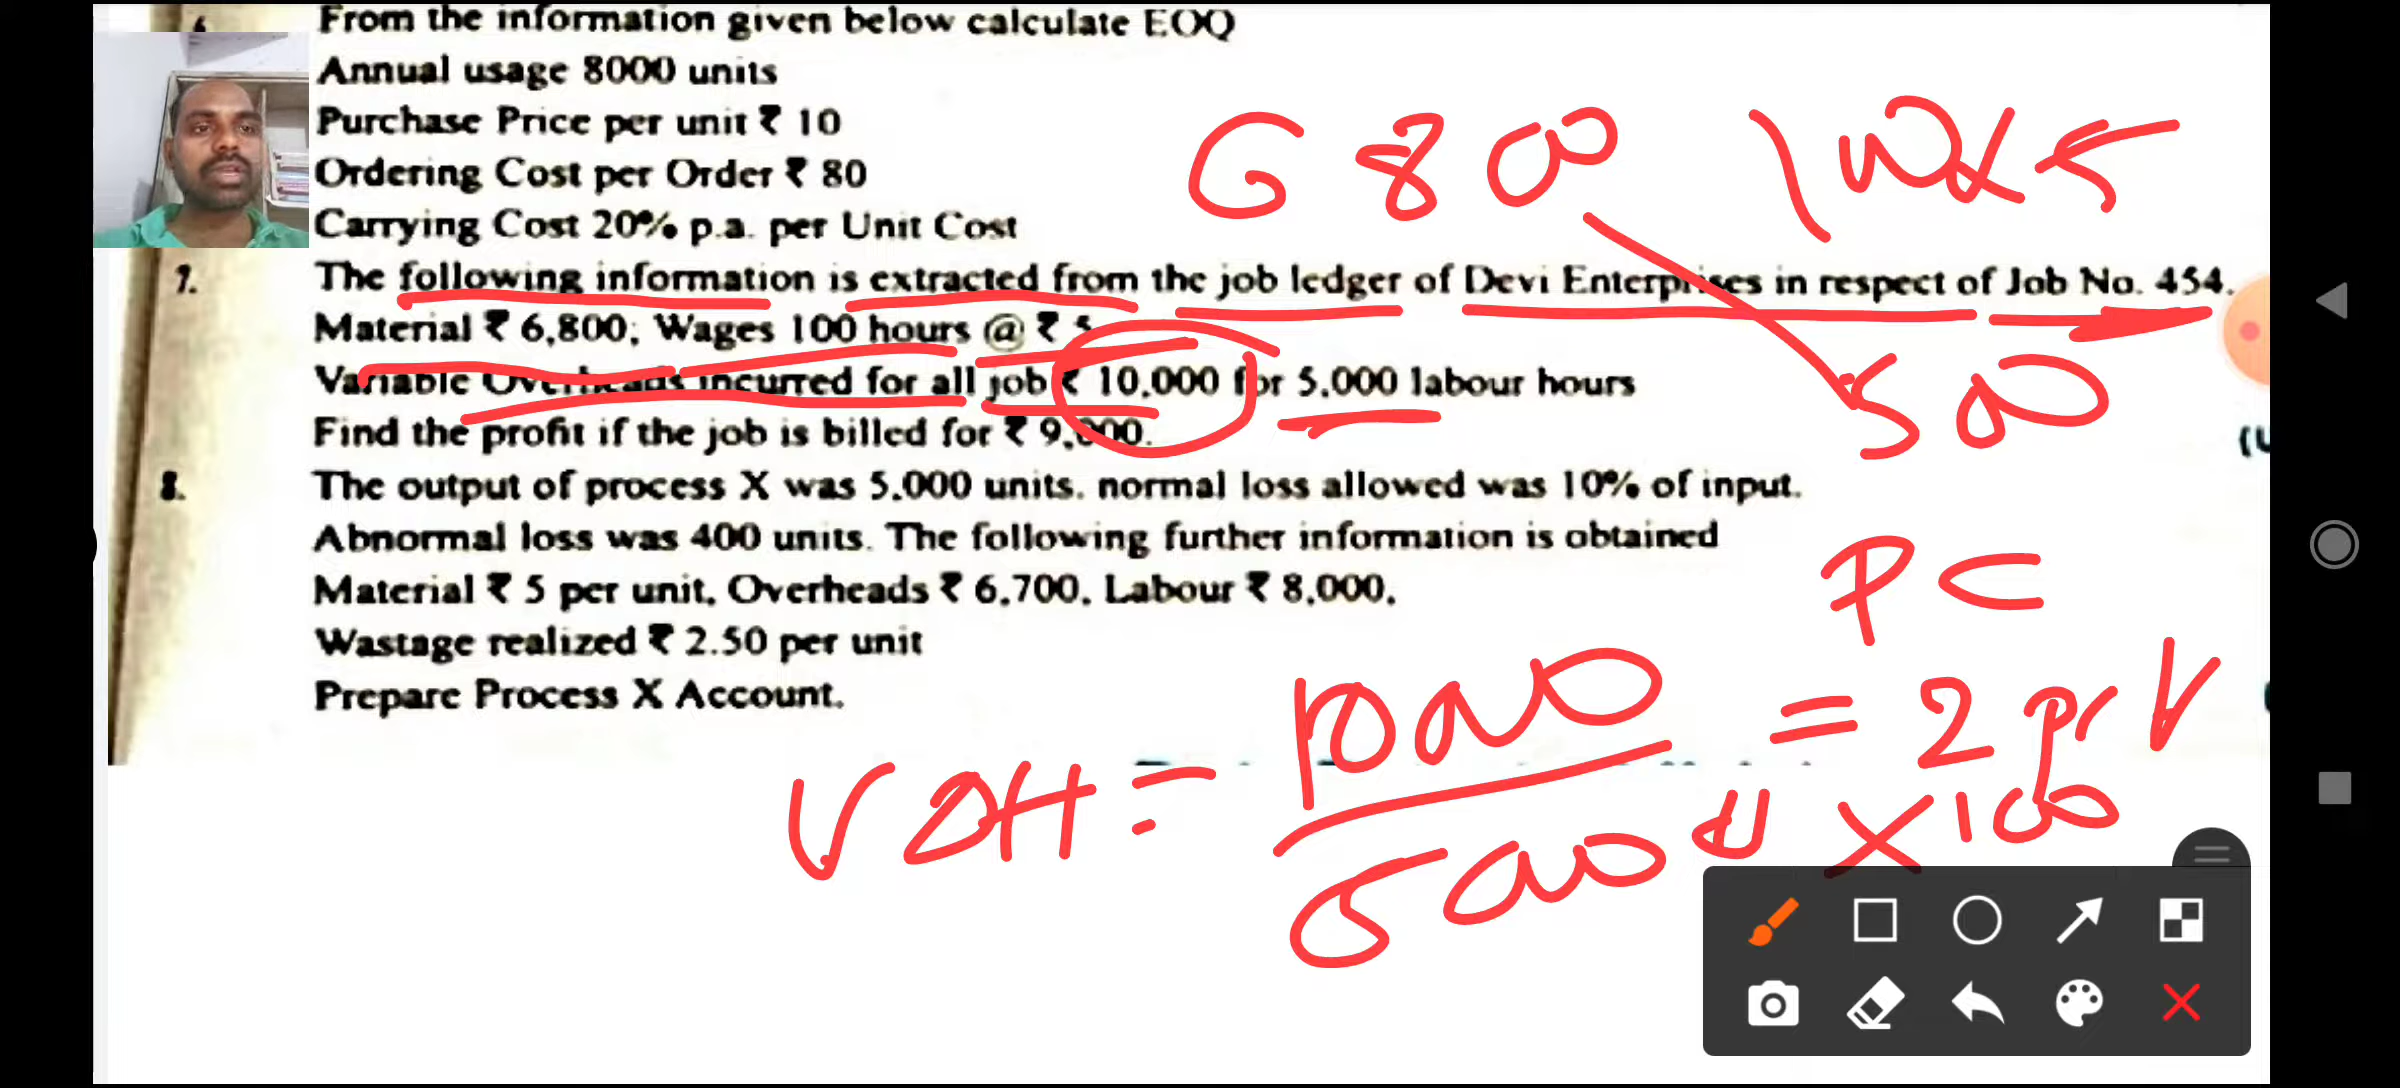 From the information given below calculate EOQ
Annual usage 8000 units
Purchase Price per unit ₹ 10
Ordering Cost per Order ₹ 80
Carrying Cost 20% p.a. per Unit Cost
7. The following information is extracted from the job ledger of Devi Enterprises in respect of Job No. 454.
Material ₹ 6,800; Wages 100 hours @ ₹ 5
Variable Overheads incurred for all job ₹ 10,000 for 5,000 labour hours
Find the profit if the job is billed for ₹ 9,000.
8. The output of process X was 5,000 units, normal loss allowed was 10% of input.
Abnormal loss was 400 units. The following further information is obtained
Material ₹ 5 per unit, Overheads ₹ 6,700, Labour ₹ 8,000,
Wastage realized ₹ 2.50 per unit
Prepare Process X Account.
6800
100×5
500
PC
VOH = 10000
5000
= 2 pr
×100